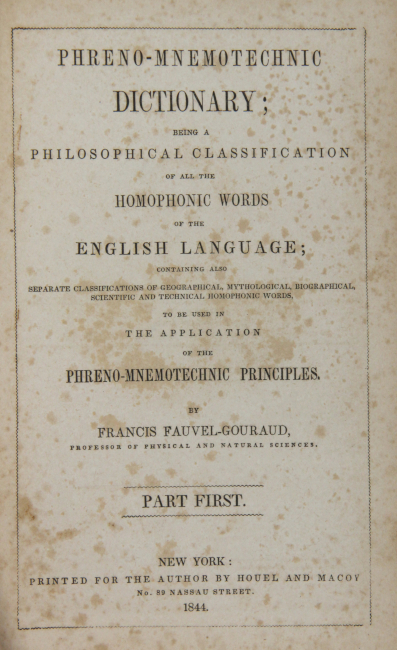 PHRENO-MNEMOTECHNIC
DICTIONARY;
BEING A
PHILOSOPHICAL CLASSIFICATION
OF ALL THE
HOMOPHONIC WORDS
OF THE
ENGLISH LANGUAGE;
CONTAINING ALSO
SEPARATE CLASSIFICATIONS OF GEOGRAPHICAL, MYTHOLOGICAL, BIOGRAPHICAL,
SCIENTIFIC AND TECHNICAL HOMOPHONIC WORDS,
TO BE USED IN
THE APPLICATION
OF THE
PHRENO-MNEMOTECHNIC PRINCIPLES.
BY
FRANCIS FAUVEL-GOURAUD,
PROFESSOR OF PHYSICAL AND NATURAL SCIENCES.
PART FIRST.
NEW YORK:
PRINTED FOR THE AUTHOR BY HOUEL AND MACOY
No. 89 NASSAU STREET.
1844.